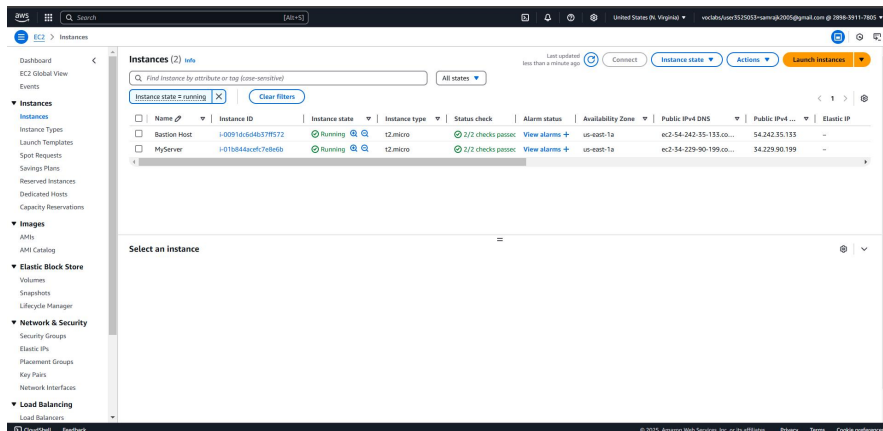 aws
Search [Alt+S]
United States (N. Virginia) ▼
voclabs/user3525053=samrajk2005@gmail.com @ 2898-3911-7805 ▼
EC2 > Instances
Dashboard
EC2 Global View
Events
Instances
Instances
Instance Types
Launch Templates
Spot Requests
Savings Plans
Reserved Instances
Dedicated Hosts
Capacity Reservations
Images
AMIs
AMI Catalog
Elastic Block Store
Volumes
Snapshots
Lifecycle Manager
Network & Security
Security Groups
Elastic IPs
Placement Groups
Key Pairs
Network Interfaces
Load Balancing
Load Balancers
Instances (2) Info
Last updated
less than a minute ago
Connect
Instance state ▼
Actions ▼
Launch instances ▼
Find Instance by attribute or tag (case-sensitive)
All states ▼
Instance state = running X
Clear filters
< 1 >
Name Instance ID Instance state Instance type Status check Alarm status Availability Zone Public IPv4 DNS Public IPv4 ... Elastic IP
Bastion Host i-0091dc6d4b37ff572 Running t2.micro 2/2 checks passec View alarms + us-east-1a ec2-54-242-35-133.co... 54.242.35.133 –
MyServer i-01b844acefc7e8e6b Running t2.micro 2/2 checks passec View alarms + us-east-1a ec2-34-229-90-199.co... 34.229.90.199 –
Select an instance
CloudShell Feedback
© 2025, Amazon Web Services, Inc. or its affiliates. Privacy Terms Cookie preferences